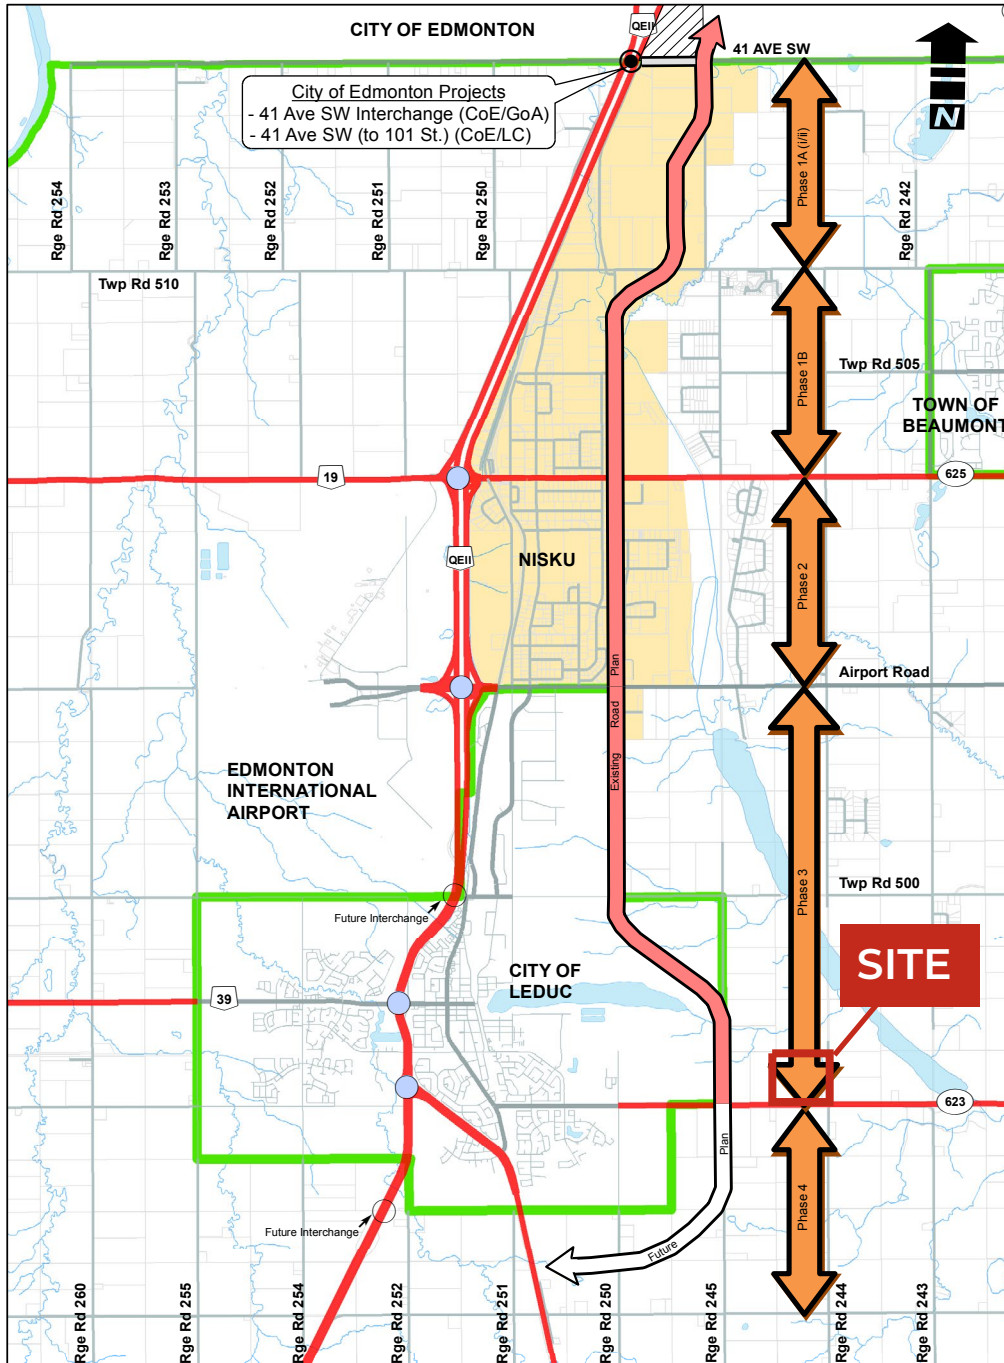 CITY OF EDMONTON
QEII
41 AVE SW
City of Edmonton Projects
- 41 Ave SW Interchange (CoE/GoA)
- 41 Ave SW (to 101 St.) (CoE/LC)
N
Rge Rd 254
Rge Rd 253
Rge Rd 252
Rge Rd 251
Rge Rd 250
Phase 1A (i/ii)
Rge Rd 242
Twp Rd 510
Phase 1B
Twp Rd 505
TOWN OF
BEAUMONT
19
625
QEII
NISKU
Phase 2
Existing Road Plan
Airport Road
EDMONTON
INTERNATIONAL
AIRPORT
Phase 3
Twp Rd 500
Future Interchange
SITE
CITY OF
LEDUC
39
623
Future Plan
Phase 4
Future Interchange
Rge Rd 260
Rge Rd 255
Rge Rd 254
Rge Rd 252
Rge Rd 251
Rge Rd 250
Rge Rd 245
Rge Rd 244
Rge Rd 243